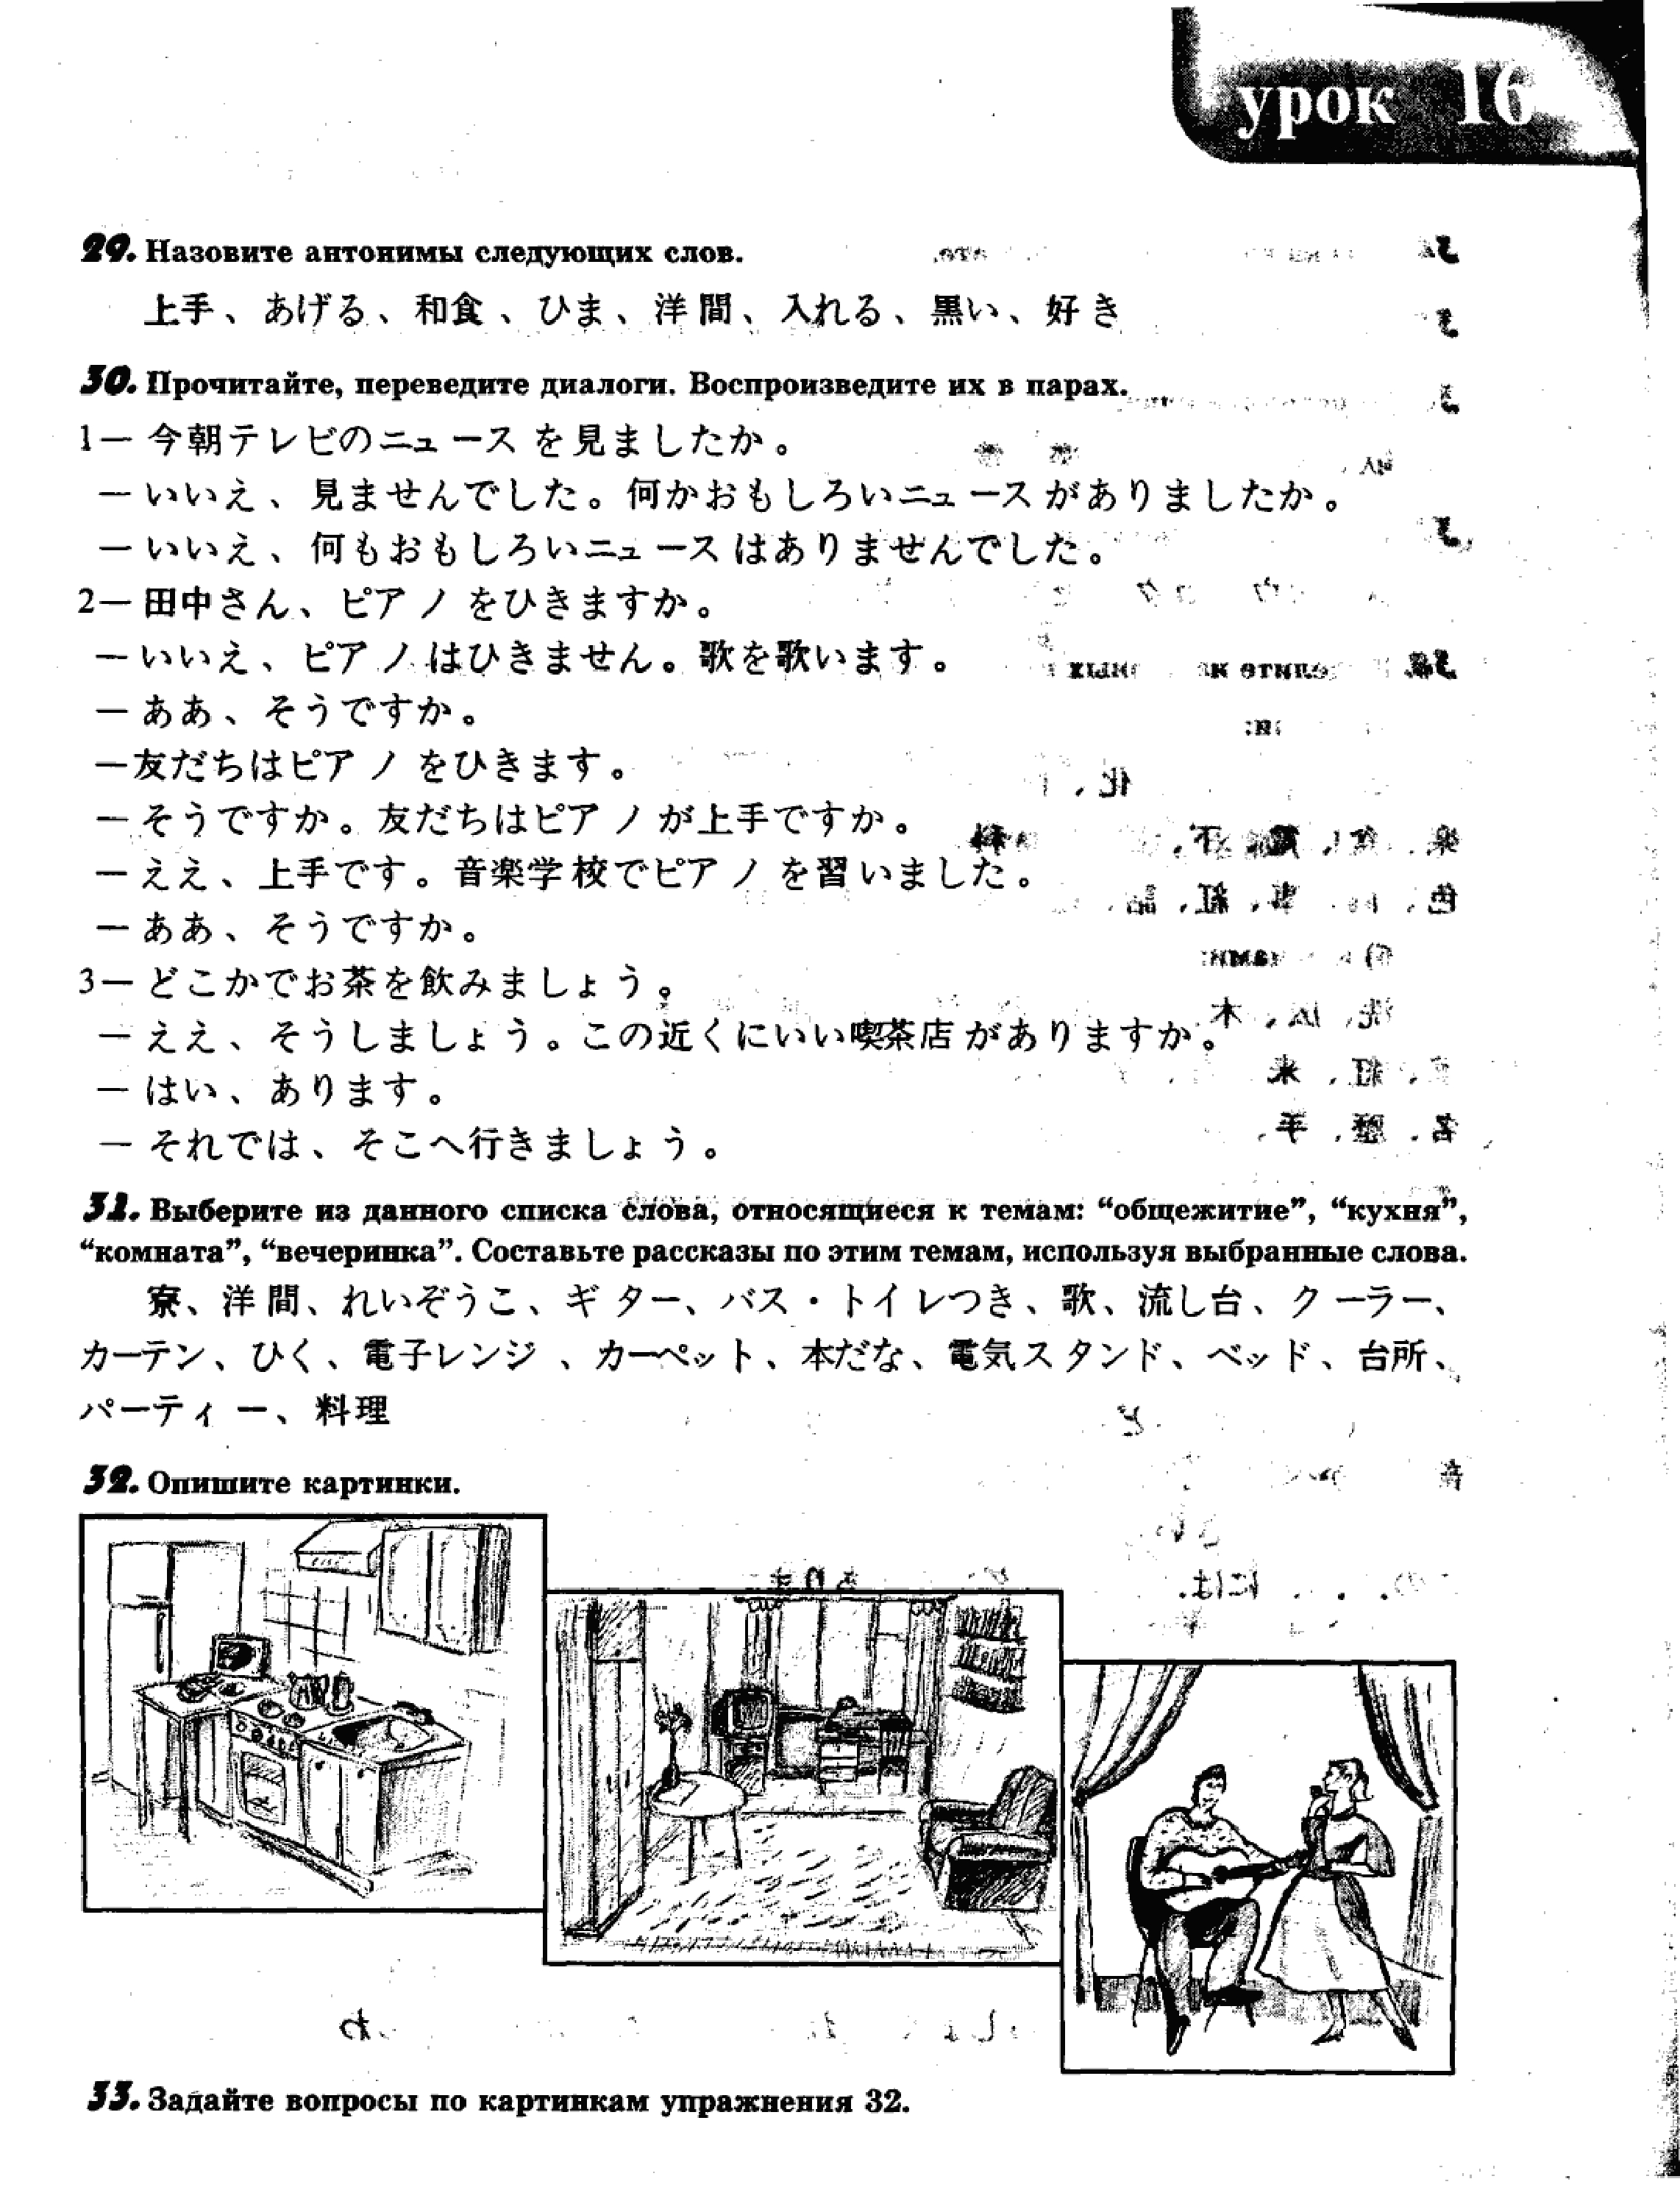 урок 16
29. Назовите антонимы следующих слов.
上手、あげる、和食、ひま、洋間、入れる、黒い、好き
30. Прочитайте, переведите диалоги. Воспроизведите их в парах.
1— 今朝テレビのニュースを見ましたか。
— いいえ、見ませんでした。何かおもしろいニュースがありましたか。
— いいえ、何もおもしろいニュースはありませんでした。
2— 田中さん、ピアノをひきますか。
— いいえ、ピアノはひきません。歌を歌います。
— ああ、そうですか。
— 友だちはピアノをひきます。
— そうですか。友だちはピアノが上手ですか。
— ええ、上手です。音楽学校でピアノを習いました。
— ああ、そうですか。
3— どこかでお茶を飲みましょう。
— ええ、そうしましょう。この近くにいい喫茶店がありますか。
— はい、あります。
— それでは、そこへ行きましょう。
31. Выберите из данного списка слова, относящиеся к темам: “общежитие”, “кухня”,
“комната”, “вечеринка”. Составьте рассказы по этим темам, используя выбранные слова.
寮、洋間、れいぞうこ、ギター、バス・トイレつき、歌、流し台、クーラー、
カーテン、ひく、電子レンジ、カーペット、本だな、電気スタンド、ベッド、台所、
パーティー、料理
32. Опишите картинки.
33. Задайте вопросы по картинкам упражнения 32.